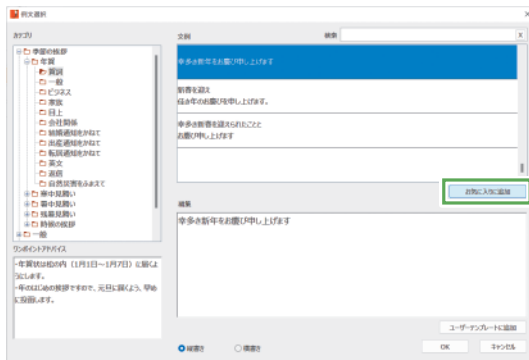 例文選択
カテゴリ
季節の挨拶
年賀
賀詞
一般
ビジネス
家族
目上
会社関係
結婚通知をかねて
出産通知をかねて
転居通知をかねて
英文
返信
自然災害をふまえて
寒中見舞い
暑中見舞い
残暑見舞い
時候の挨拶
一般
ワンポイントアドバイス
-年賀状は松の内（1月1日～1月7日）に届くよ
うにします。
-年のはじめの挨拶ですので、元旦に届くよう、早め
に投函します。
文例
検索
X
幸多き新年をお慶び申し上げます
新春を迎え
佳き年のお慶びを申し上げます。
幸多き新春を迎えられたことと
お慶び申し上げます
お気に入りに追加
編集
幸多き新年をお慶び申し上げます
ユーザーテンプレートに追加
縦書き
横書き
OK
キャンセル